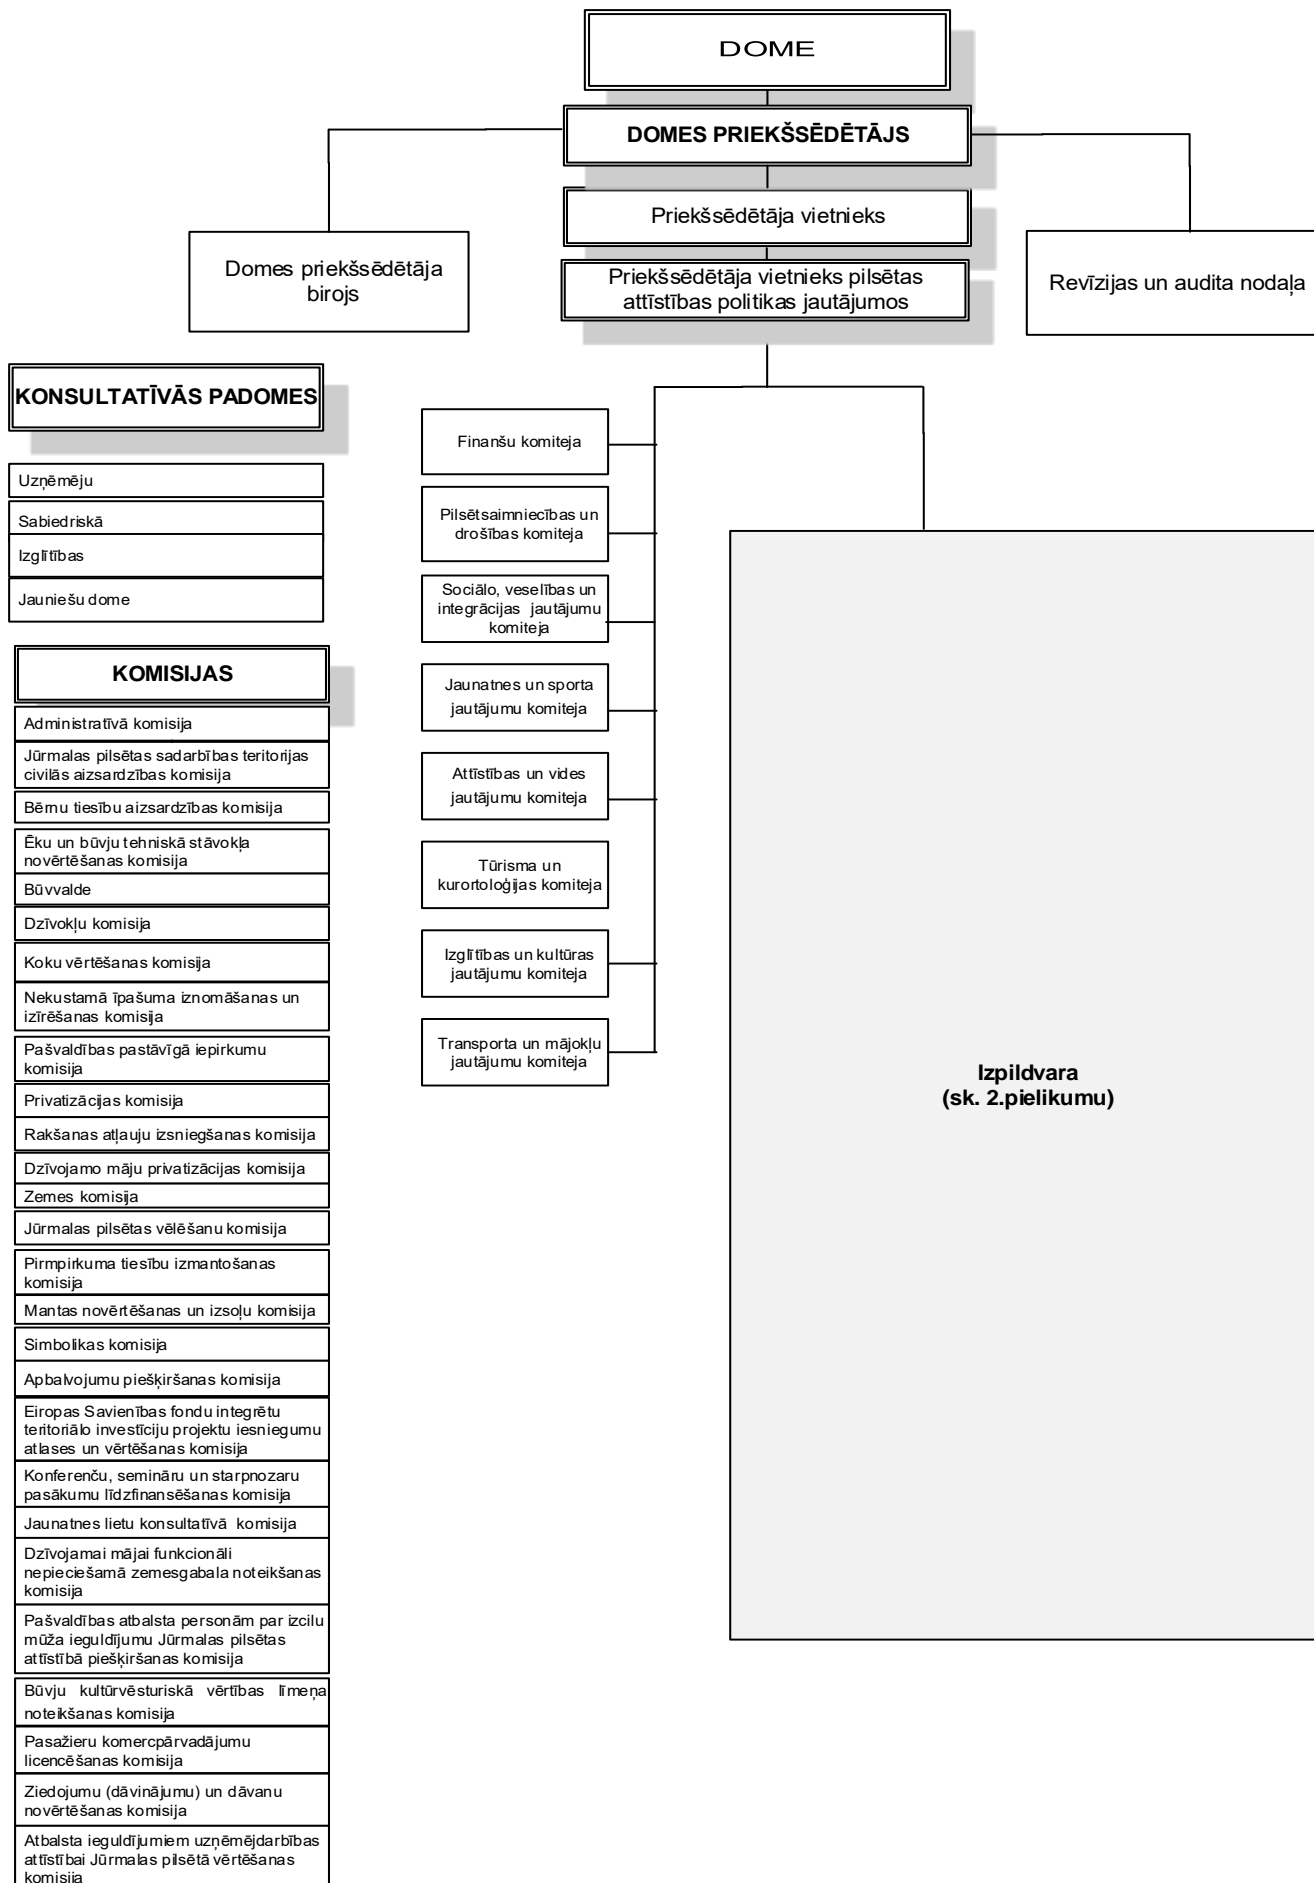 DOME
DOMES PRIEKŠSĒDĒTĀJS
Priekšsēdētāja vietnieks
Domes priekšsēdētāja
birojs
Priekšsēdētāja vietnieks pilsētas
attīstības politikas jautājumos
Revīzijas un audita nodaļa
KONSULTATĪVĀS PADOMES
Uzņēmēju
Sabiedriskā
Izglītības
Jauniešu dome
KOMISIJAS
Administratīvā komisija
Jūrmalas pilsētas sadarbības teritorijas
civilās aizsardzības komisija
Bērnu tiesību aizsardzības komisija
Ēku un būvju tehniskā stāvokļa
novērtēšanas komisija
Būvvalde
Dzīvokļu komisija
Koku vērtēšanas komisija
Nekustamā īpašuma iznomāšanas un
izīrēšanas komisija
Pašvaldības pastāvīgā iepirkumu
komisija
Privatizācijas komisija
Rakšanas atļauju izsniegšanas komisija
Dzīvojamo māju privatizācijas komisija
Zemes komisija
Jūrmalas pilsētas vēlēšanu komisija
Pirmpirkuma tiesību izmantošanas
komisija
Mantas novērtēšanas un izsoļu komisija
Simbolikas komisija
Apbalvojumu piešķiršanas komisija
Eiropas Savienības fondu integrētu
teritoriālo investīciju projektu iesniegumu
atlases un vērtēšanas komisija
Konferenču, semināru un starpnozaru
pasākumu līdzfinansēšanas komisija
Jaunatnes lietu konsultatīvā komisija
Dzīvojamai mājai funkcionāli
nepieciešamā zemesgabala noteikšanas
komisija
Pašvaldības atbalsta personām par izcilu
mūža ieguldījumu Jūrmalas pilsētas
attīstībā piešķiršanas komisija
Būvju kultūrvēsturiskā vērtības līmeņa
noteikšanas komisija
Pasažieru komercpārvadājumu
licencēšanas komisija
Ziedojumu (dāvinājumu) un dāvanu
novērtēšanas komisija
Atbalsta ieguldījumiem uzņēmējdarbības
attīstībai Jūrmalas pilsētā vērtēšanas
komisija
Finanšu komiteja
Pilsētsaimniecības un
drošības komiteja
Sociālo, veselības un
integrācijas jautājumu
komiteja
Jaunatnes un sporta
jautājumu komiteja
Attīstības un vides
jautājumu komiteja
Tūrisma un
kurortoloģijas komiteja
Izglītības un kultūras
jautājumu komiteja
Transporta un mājokļu
jautājumu komiteja
Izpildvara
(sk. 2.pielikumu)